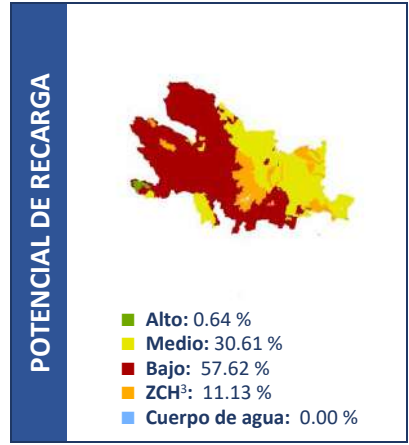 POTENCIAL DE RECARGA
Alto: 0.64 %
Medio: 30.61 %
Bajo: 57.62 %
ZCH³: 11.13 %
Cuerpo de agua: 0.00 %